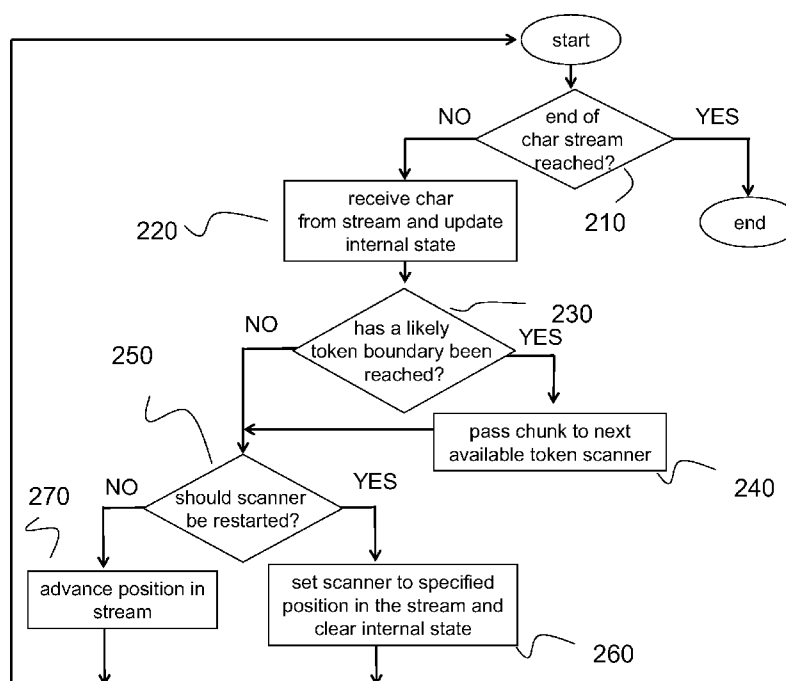 start
NO
YES
end of
char stream
reached?
receive char
from stream and update
internal state
220
210
end
230
NO
has a likely
token boundary been
reached?
YES
250
pass chunk to next
available token scanner
240
270
NO
YES
should scanner
be restarted?
advance position in
stream
set scanner to specified
position in the stream and
clear internal state
260